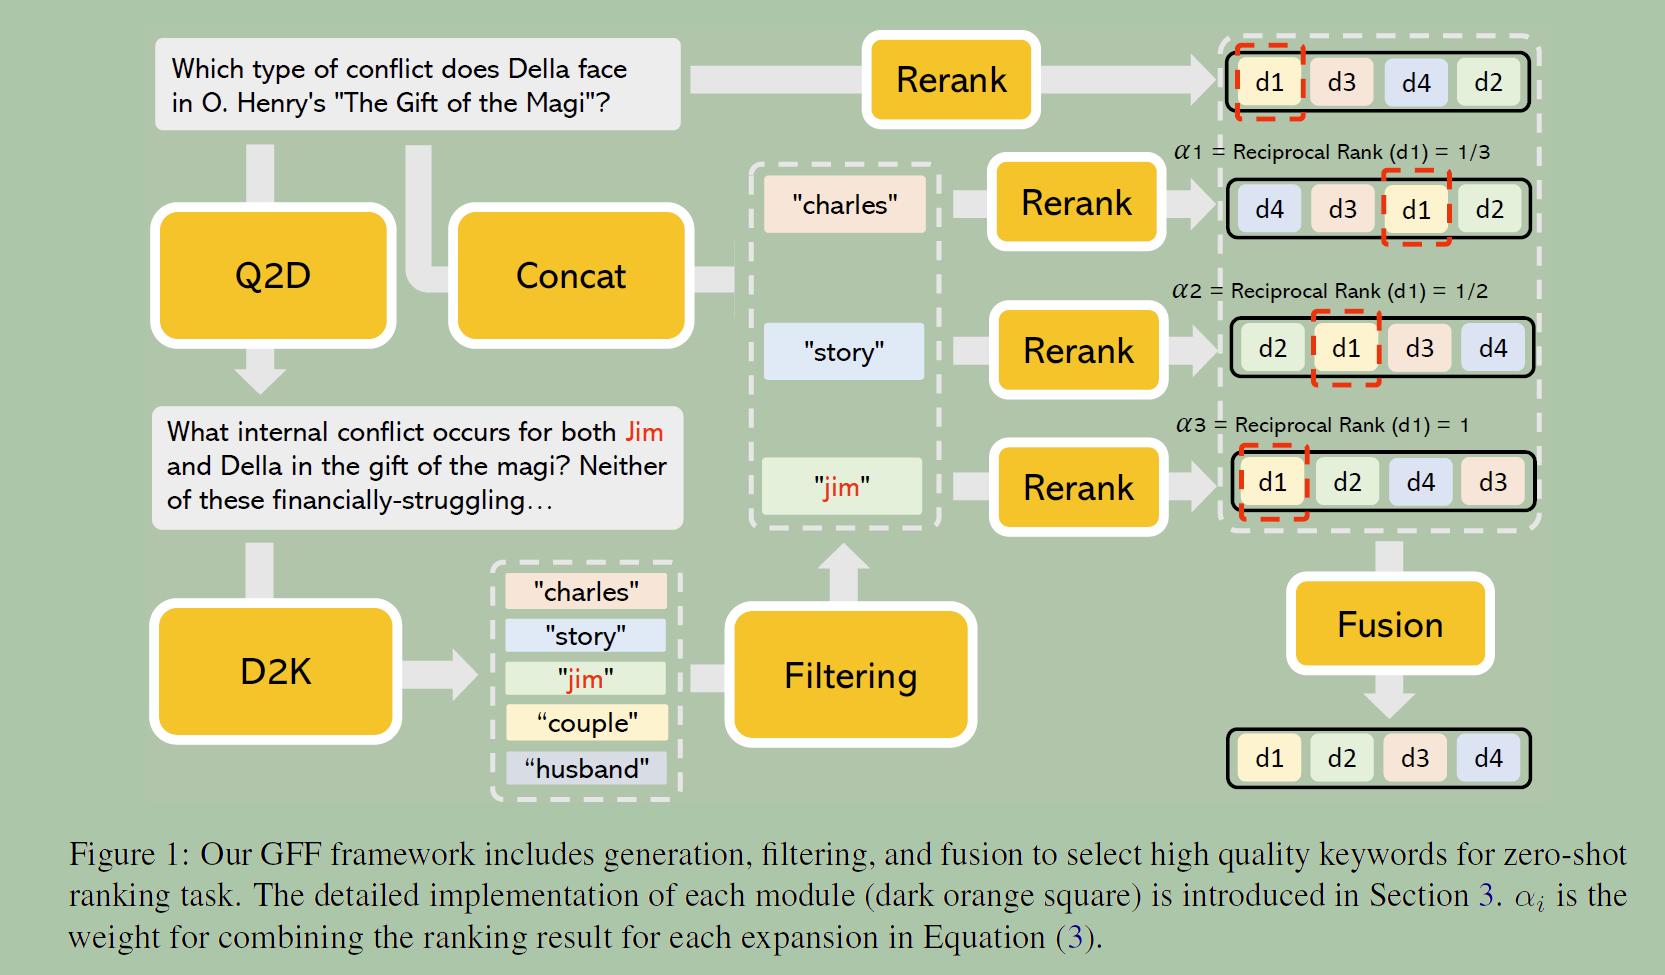 Which type of conflict does Della face
in O. Henry's "The Gift of the Magi"?
Rerank
d1 d3 d4 d2
α1 = Reciprocal Rank (d1) = 1/3
"charles"
Rerank
d4 d3 d1 d2
Q2D
Concat
α2 = Reciprocal Rank (d1) = 1/2
"story"
Rerank
d2 d1 d3 d4
What internal conflict occurs for both Jim
and Della in the gift of the magi? Neither
of these financially-struggling…
α3 = Reciprocal Rank (d1) = 1
"jim"
Rerank
d1 d2 d4 d3
D2K
"charles"
"story"
"jim"
“couple"
“husband"
Filtering
Fusion
d1 d2 d3 d4
Figure 1: Our GFF framework includes generation, filtering, and fusion to select high quality keywords for zero-shot
ranking task. The detailed implementation of each module (dark orange square) is introduced in Section 3. αi is the
weight for combining the ranking result for each expansion in Equation (3).